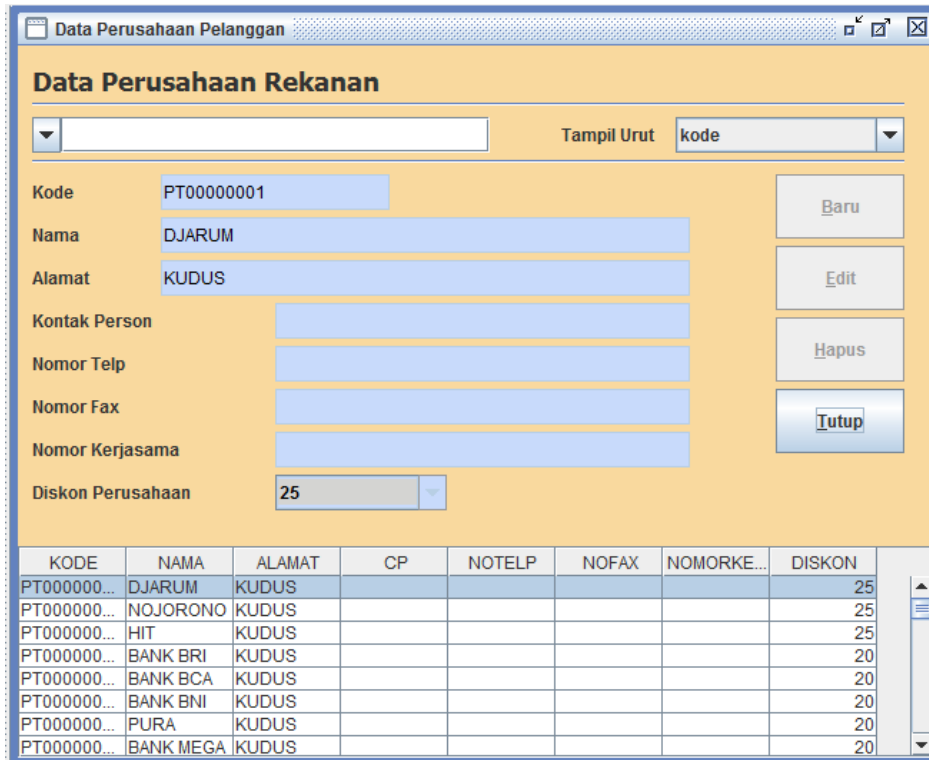 Data Perusahaan Pelanggan
Data Perusahaan Rekanan
Tampil Urut kode
Kode PT00000001
Baru
Nama DJARUM
Alamat KUDUS
Edit
Kontak Person
Hapus
Nomor Telp
Nomor Fax
Tutup
Nomor Kerjasama
Diskon Perusahaan 25
KODE NAMA ALAMAT CP NOTELP NOFAX NOMORKE... DISKON
PT000000... DJARUM KUDUS 25
PT000000... NOJORONO KUDUS 25
PT000000... HIT KUDUS 25
PT000000... BANK BRI KUDUS 20
PT000000... BANK BCA KUDUS 20
PT000000... BANK BNI KUDUS 20
PT000000... PURA KUDUS 20
PT000000... BANK MEGA KUDUS 20